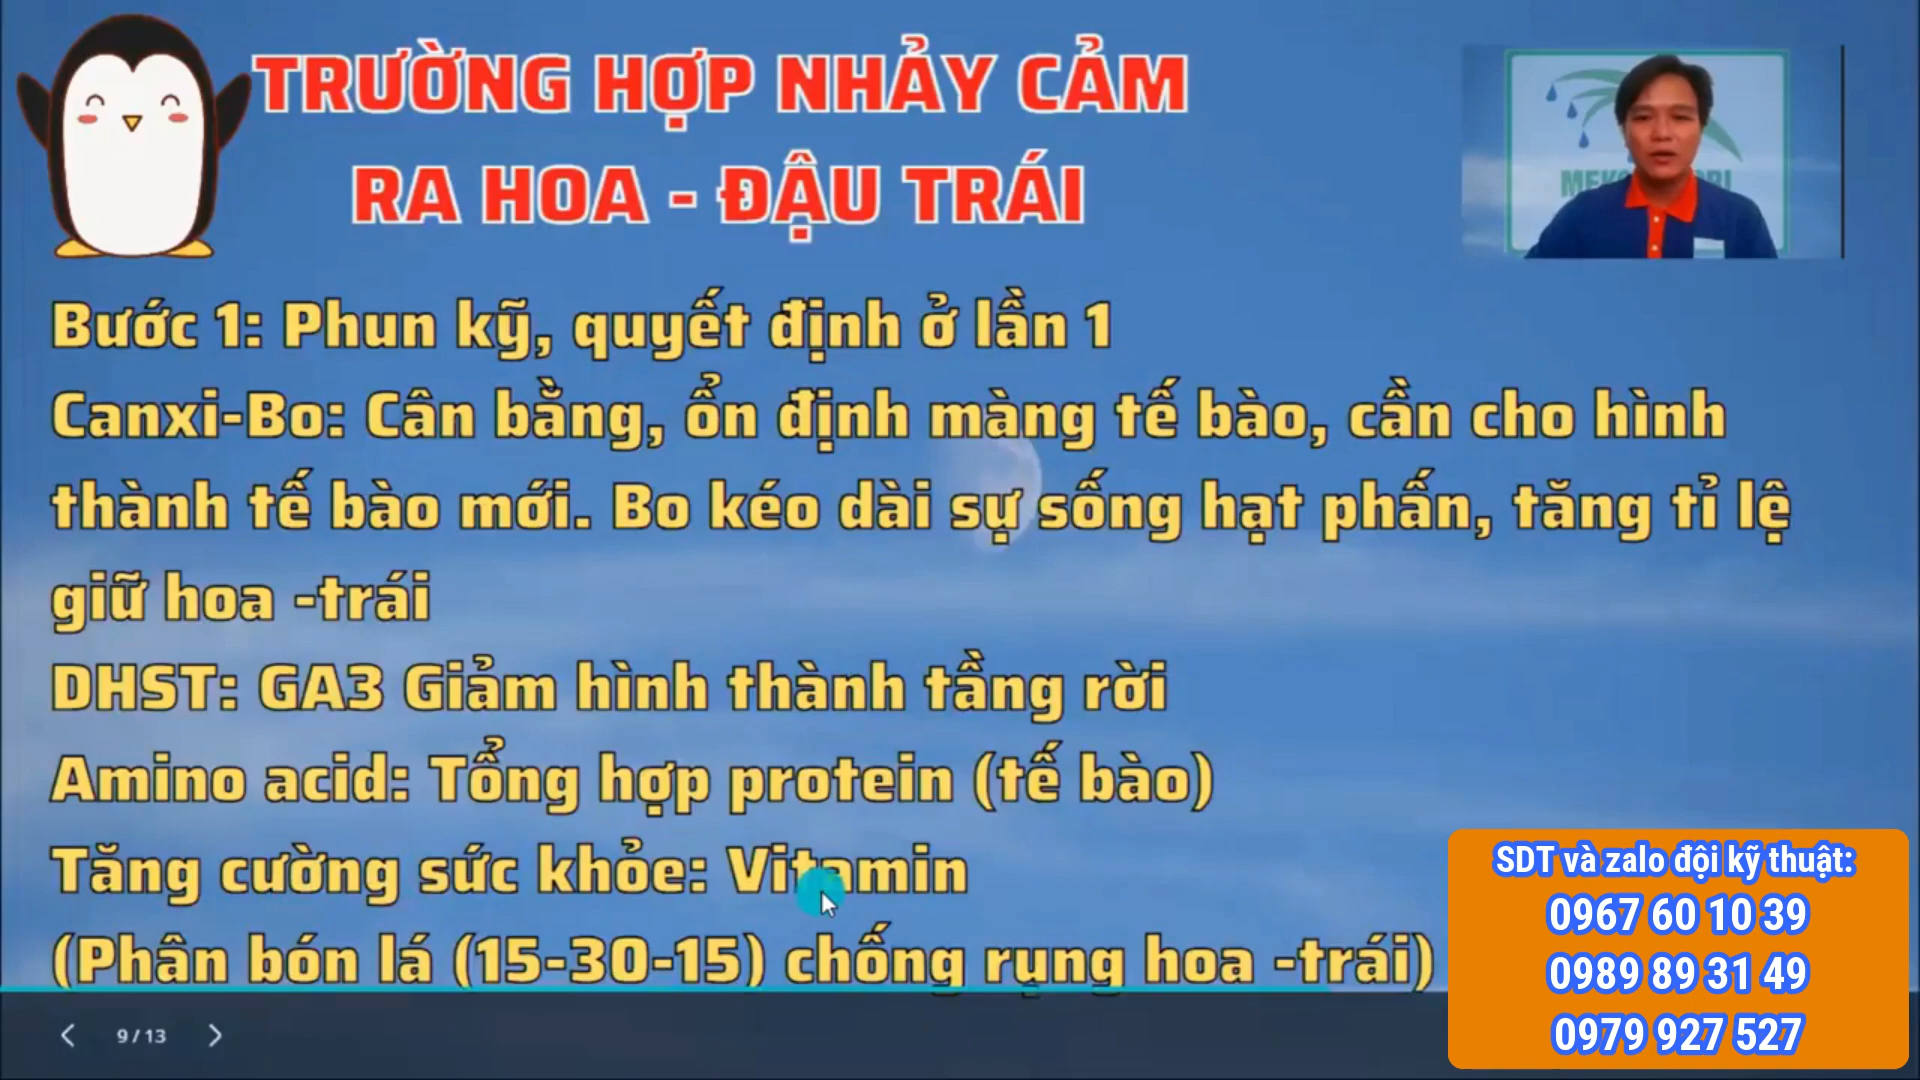 TRƯỜNG HỢP NHẢY CẢM
RA HOA - ĐẬU TRÁI
Bước 1: Phun kỹ, quyết định ở lần 1
Canxi-Bo: Cân bằng, ổn định màng tế bào, cần cho hình
thành tế bào mới. Bo kéo dài sự sống hạt phấn, tăng tỉ lệ
giữ hoa -trái
DHST: GA3 Giảm hình thành tầng rời
Amino acid: Tổng hợp protein (tế bào)
Tăng cường sức khỏe: Vitamin
(Phân bón lá (15-30-15) chống rụng hoa -trái)
SDT và zalo đội kỹ thuật:
0967 60 10 39
0989 89 31 49
0979 927 527
9 / 13